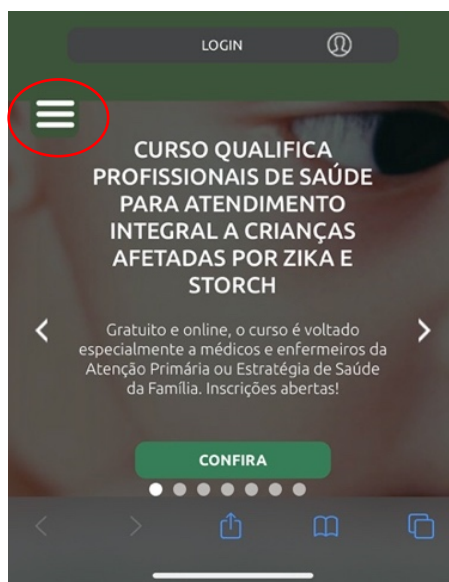 LOGIN
CURSO QUALIFICA
PROFISSIONAIS DE SAÚDE
PARA ATENDIMENTO
INTEGRAL A CRIANÇAS
AFETADAS POR ZIKA E
STORCH
Gratuito e online, o curso é voltado
especialmente a médicos e enfermeiros da
Atenção Primária ou Estratégia de Saúde
da Família. Inscrições abertas!
CONFIRA